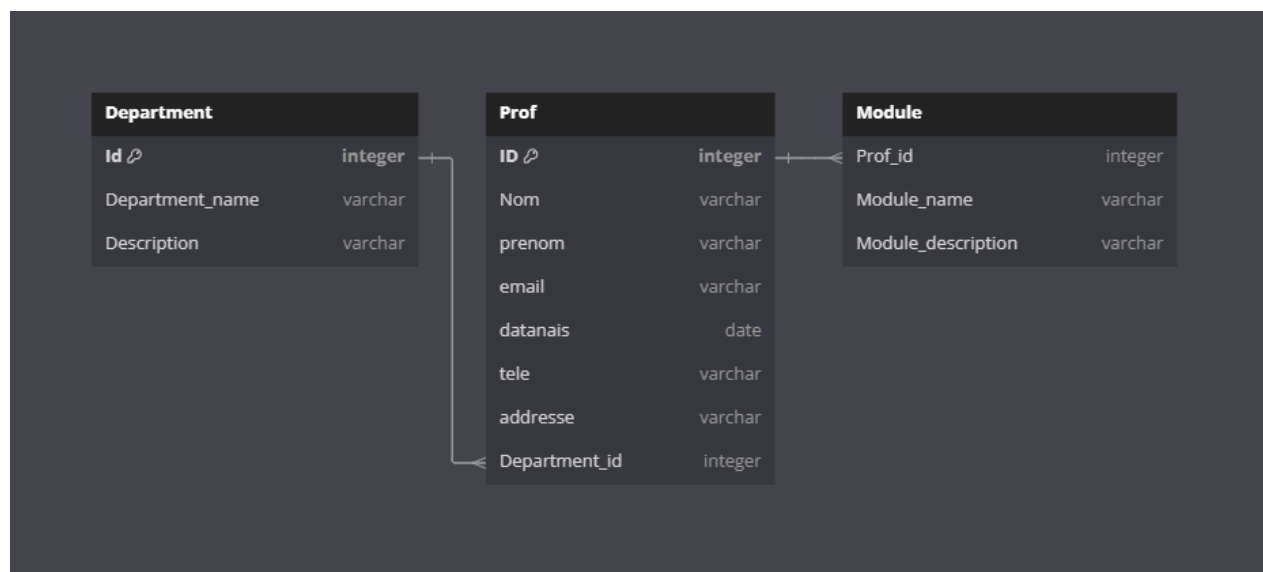 Department
Id integer
Department_name varchar
Description varchar
Prof
ID integer
Nom varchar
prenom varchar
email varchar
datanais date
tele varchar
addresse varchar
Department_id integer
Module
Prof_id integer
Module_name varchar
Module_description varchar